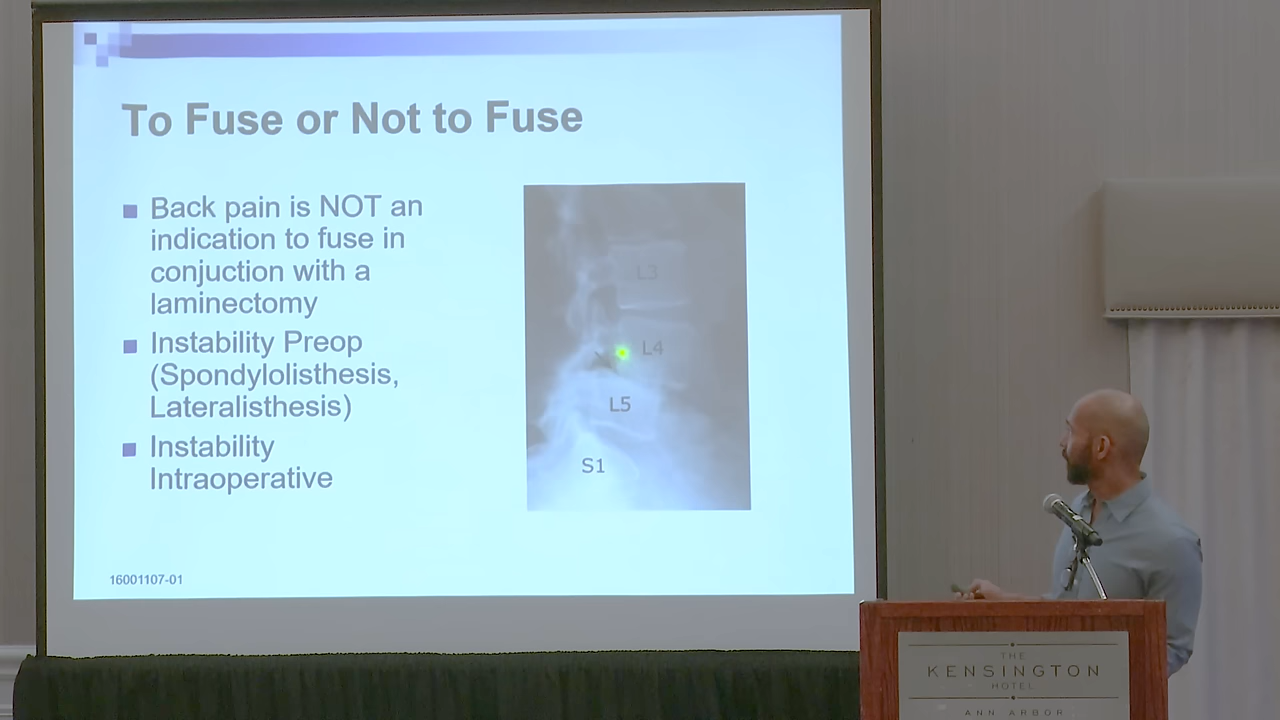 To Fuse or Not to Fuse
Back pain is NOT an
indication to fuse in
conjuction with a
laminectomy
Instability Preop
(Spondylolisthesis,
Lateralisthesis)
Instability
Intraoperative
L3
L4
L5
S1
16001107-01
THE
KENSINGTON
HOTEL
ANN ARBOR